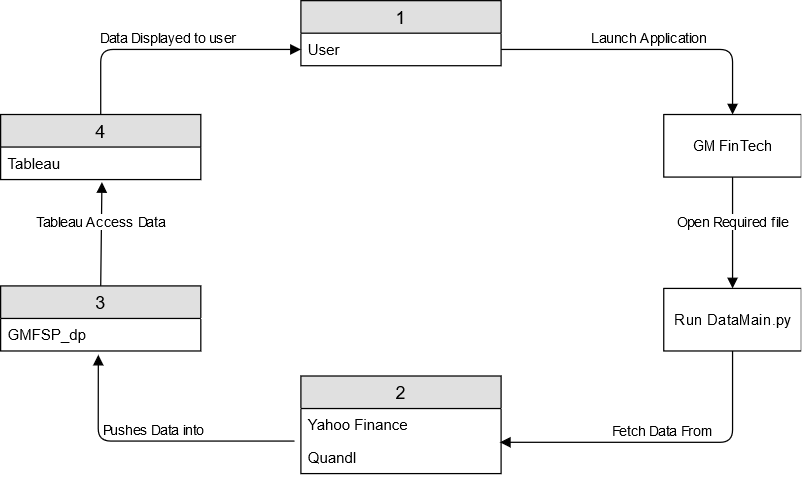 1
User
Data Displayed to user
Launch Application
4
Tableau
GM FinTech
Tableau Access Data
Open Required file
3
GMFSP_dp
Run DataMain.py
2
Yahoo Finance
Quandl
Pushes Data into
Fetch Data From